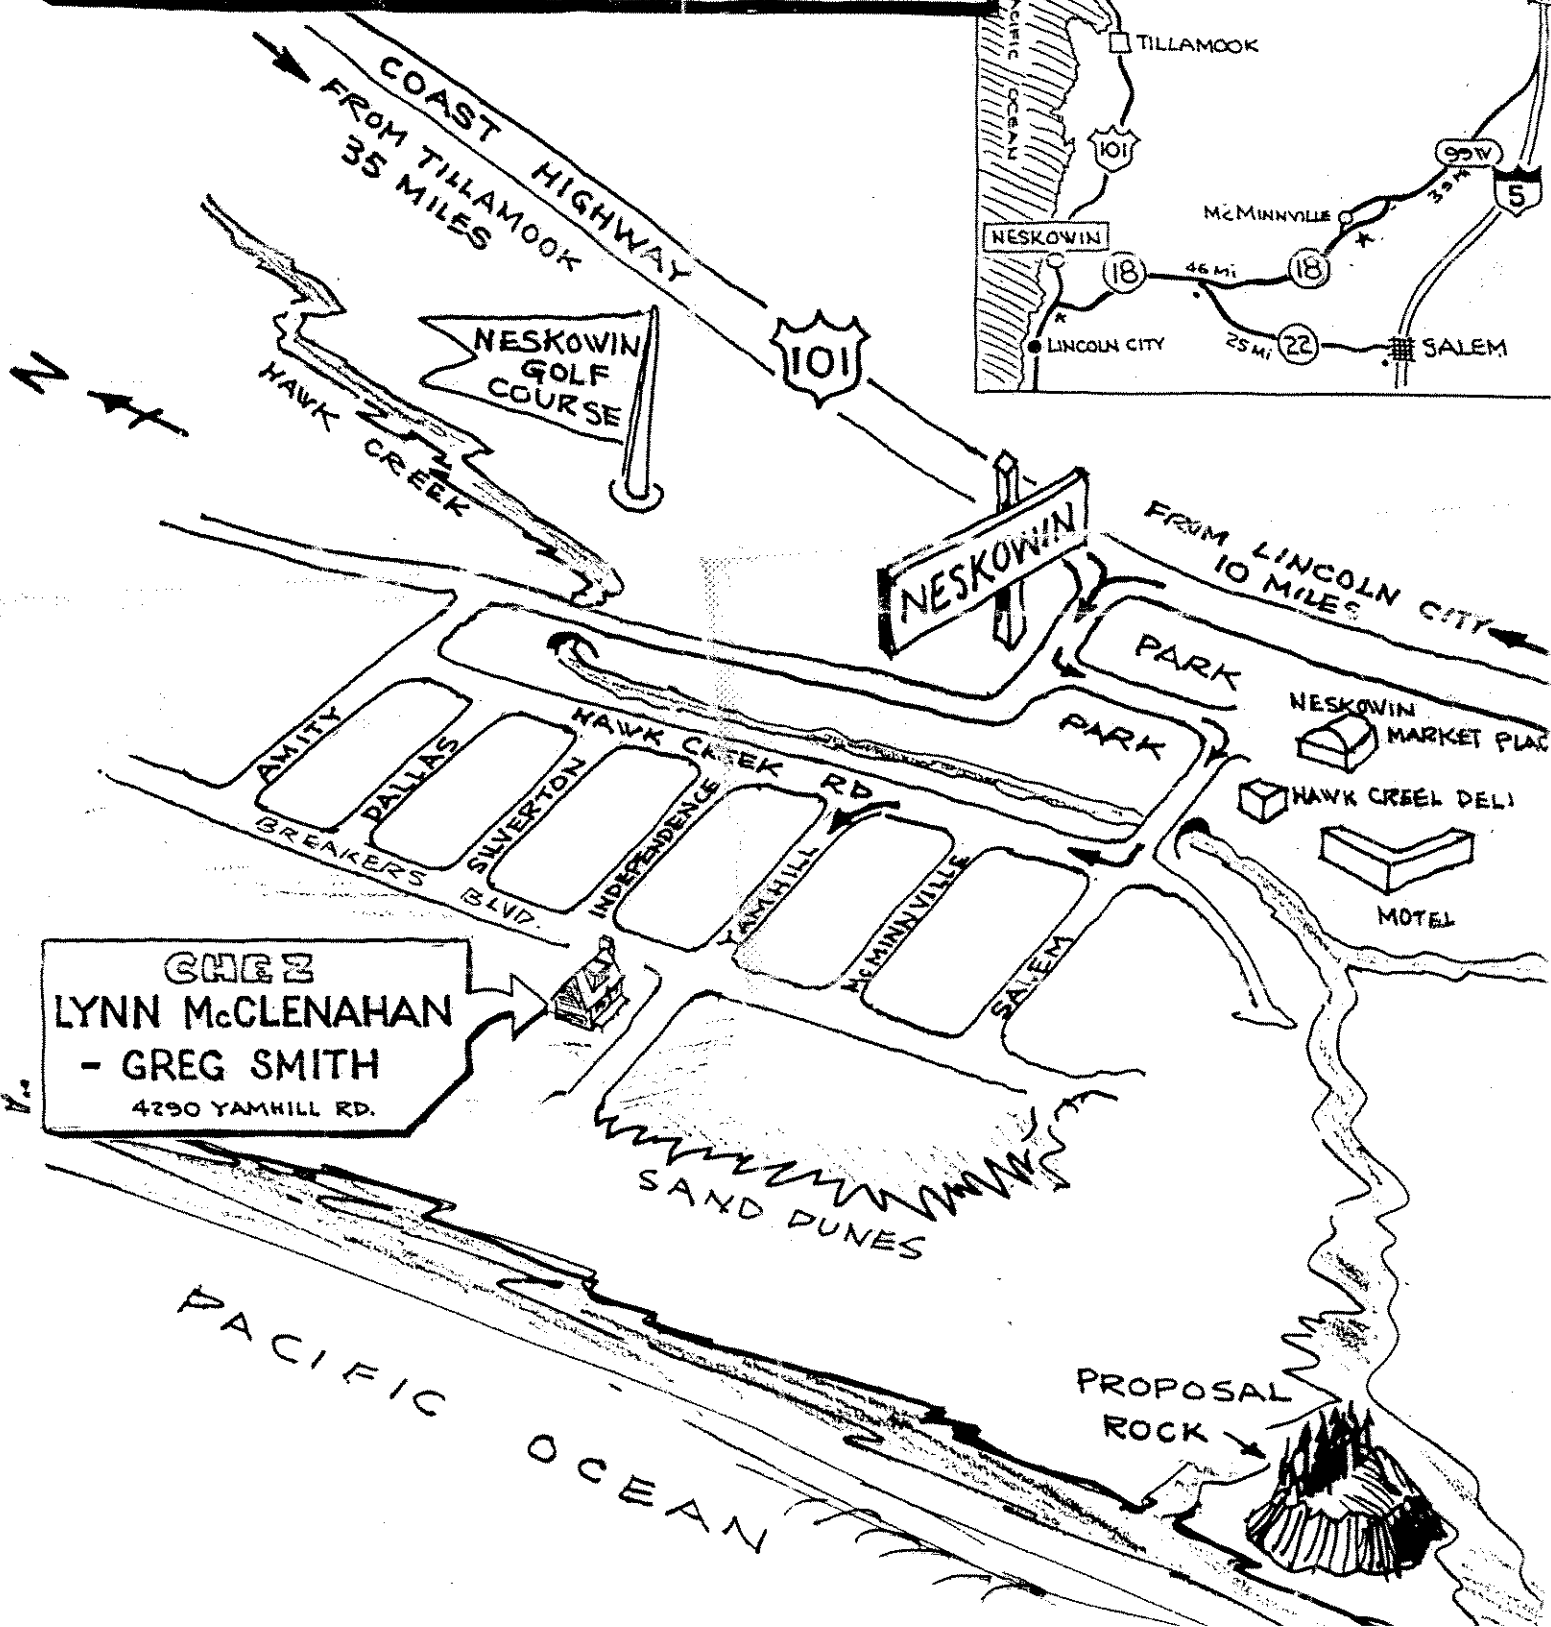 COAST HIGHWAY
FROM TILLAMOOK
35 MILES
PACIFIC OCEAN
TILLAMOOK
101
99W
39 Mi
5
McMINNVILLE
NESKOWIN
18
46 Mi
18
LINCOLN CITY
25 Mi
22
SALEM
N
HAWK CREEK
NESKOWIN
GOLF
COURSE
101
NESKOWIN
FROM LINCOLN CITY
10 MILES
PARK
PARK
NESKOWIN
MARKET PLAC
HAWK CREEL DELI
MOTEL
HAWK CREEK RD
AMITY
DALLAS
SILVERTON
INDEPENDENCE
YAMHILL
McMINNVILLE
SALEM
BREAKERS BLVD.
CHEZ
LYNN McCLENAHAN
- GREG SMITH
4290 YAMHILL RD.
SAND DUNES
PACIFIC OCEAN
PROPOSAL
ROCK